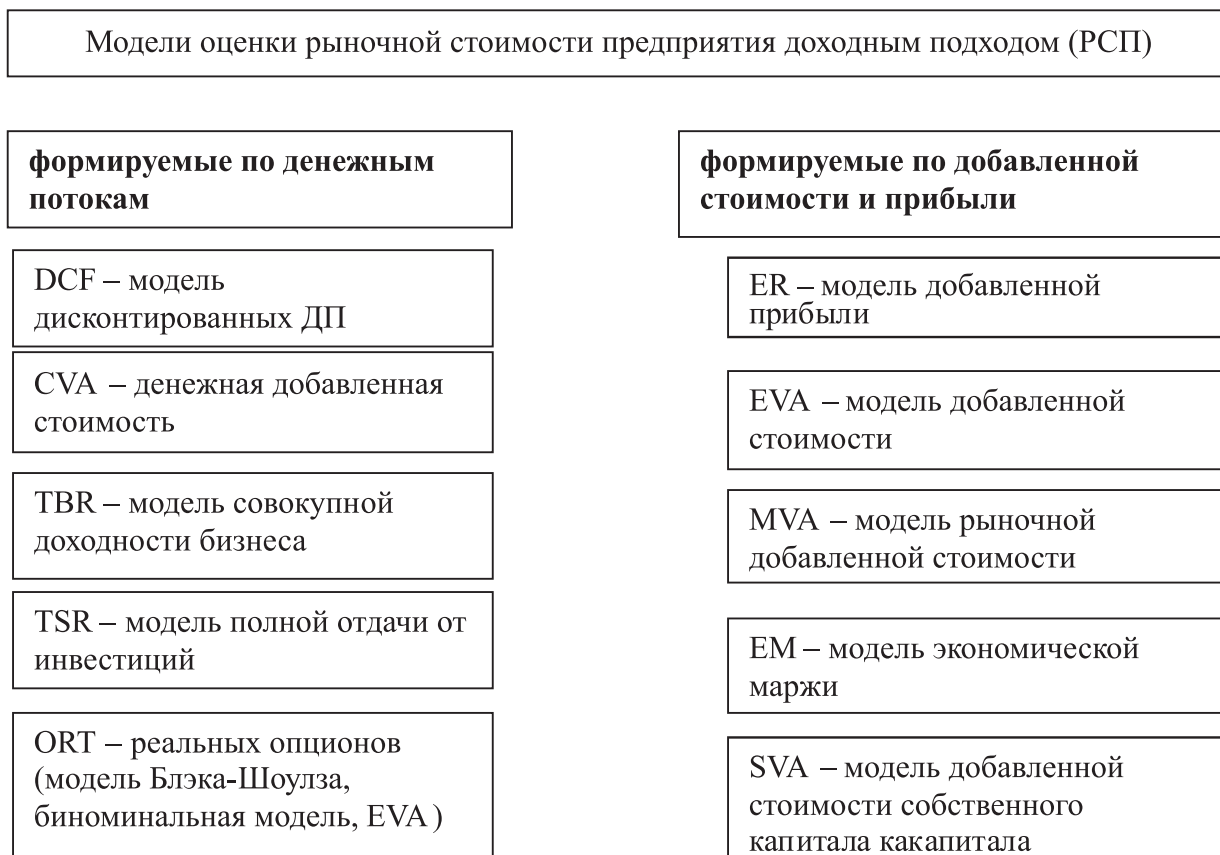 Модели оценки рыночной стоимости предприятия доходным подходом (РСП)
формируемые по денежным
потокам
DCF – модель
дисконтированных ДП
CVA – денежная добавленная
стоимость
TBR – модель совокупной
доходности бизнеса
TSR – модель полной отдачи от
инвестиций
ORT – реальных опционов
(модель Блэка-Шоулза,
биноминальная модель, EVA )
формируемые по добавленной
стоимости и прибыли
ER – модель добавленной
прибыли
EVA – модель добавленной
стоимости
MVA – модель рыночной
добавленной стоимости
EM – модель экономической
маржи
SVA – модель добавленной
стоимости собственного
капитала какапитала